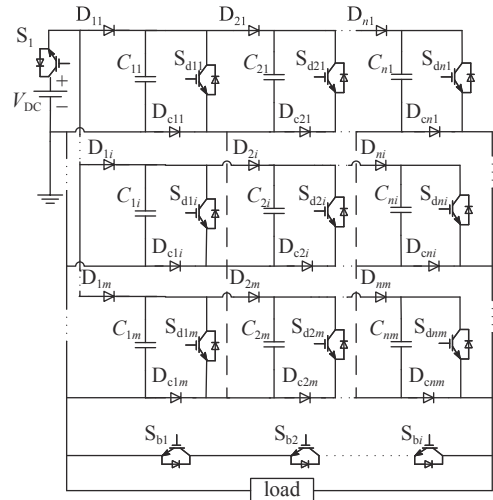 D11 D21 Dn1
S1
C11 Sd11 C21 Sd21 Cn1 Sdn1
+
VDC
−
Dc11 Dc21 Dcn1
D1i D2i Dni
C1i Sd1i C2i Sd2i Cni Sdni
Dc1i Dc2i Dcni
D1m D2m Dnm
C1m Sd1m C2m Sd2m Cnm Sdnm
Dc1m Dc2m Dcnm
Sb1 Sb2 Sbi
load